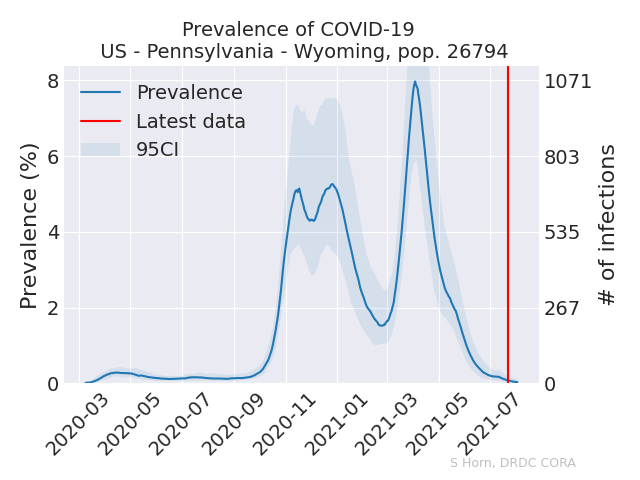 Prevalence of COVID-19
US - Pennsylvania - Wyoming, pop. 26794
Prevalence
Latest data
95CI
Prevalence (%)
8
6
4
2
0
1071
803
535
267
0
# of infections
2020-03
2020-05
2020-07
2020-09
2020-11
2021-01
2021-03
2021-05
2021-07
S Horn, DRDC CORA